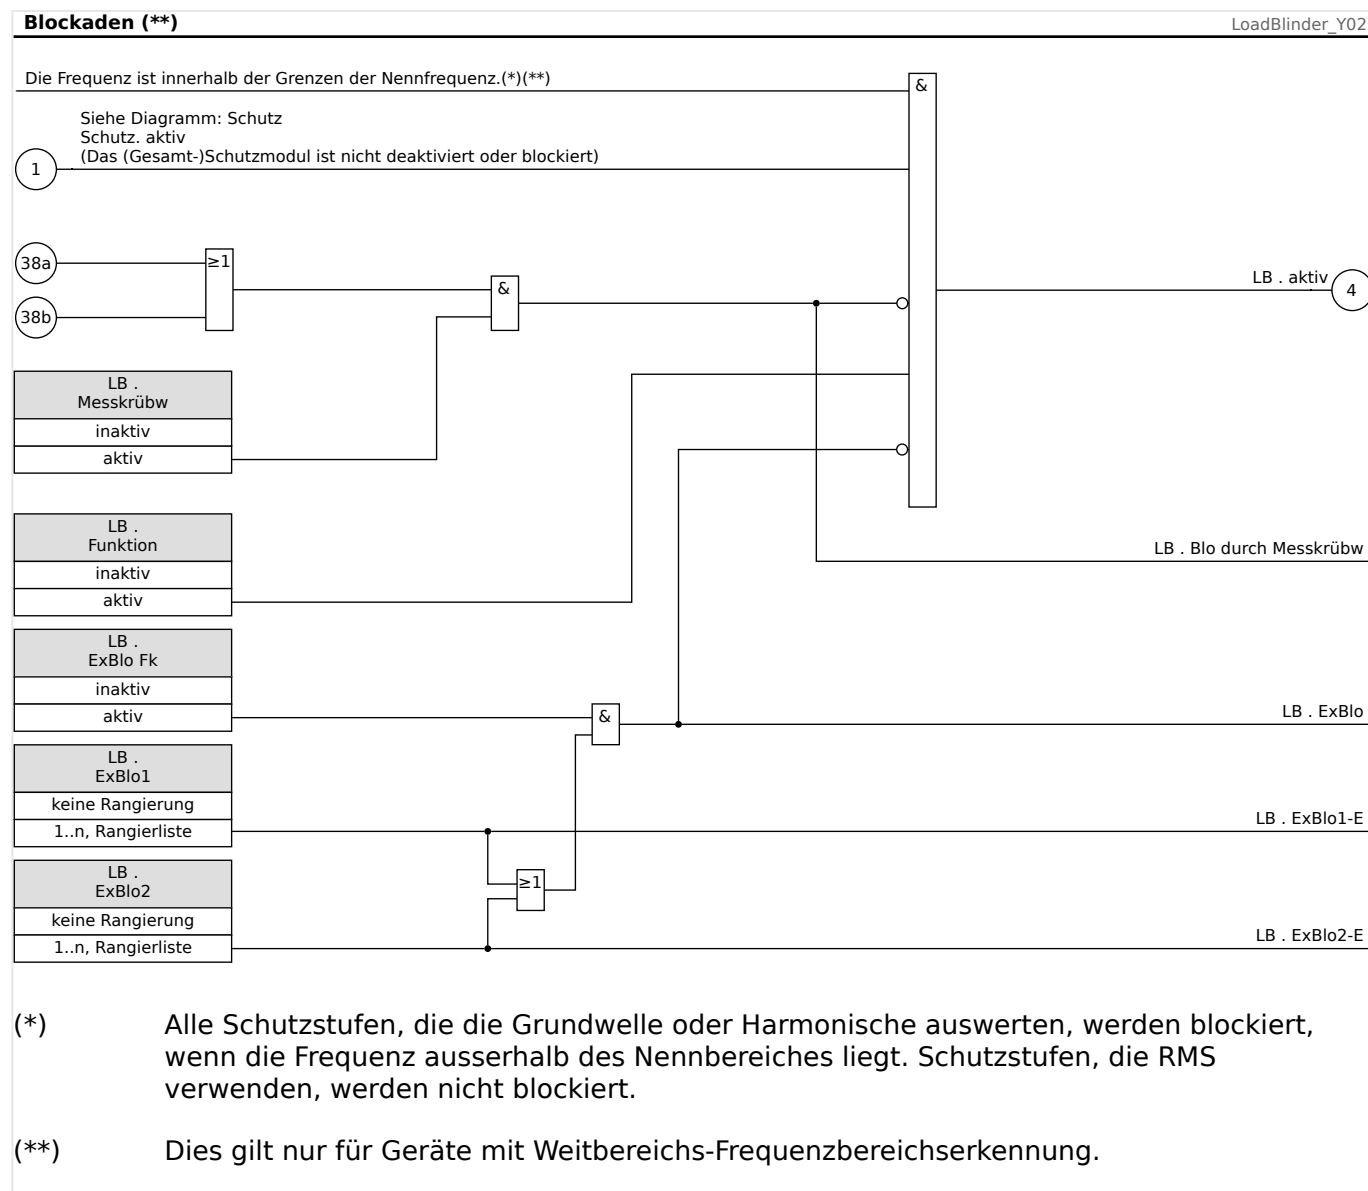 Blockaden (**)
LoadBlinder_Y02
Die Frequenz ist innerhalb der Grenzen der Nennfrequenz.(*)(**)
&
Siehe Diagramm: Schutz
Schutz. aktiv
(Das (Gesamt-)Schutzmodul ist nicht deaktiviert oder blockiert)
1
38a
≥1
38b
&
LB . aktiv
4
LB .
Messkrübw
inaktiv
aktiv
LB .
Funktion
inaktiv
aktiv
LB . Blo durch Messkrübw
LB .
ExBlo Fk
inaktiv
aktiv
&
LB . ExBlo
LB .
ExBlo1
keine Rangierung
1..n, Rangierliste
LB . ExBlo1-E
≥1
LB .
ExBlo2
keine Rangierung
1..n, Rangierliste
LB . ExBlo2-E
(*) Alle Schutzstufen, die die Grundwelle oder Harmonische auswerten, werden blockiert,
wenn die Frequenz ausserhalb des Nennbereiches liegt. Schutzstufen, die RMS
verwenden, werden nicht blockiert.
(**) Dies gilt nur für Geräte mit Weitbereichs-Frequenzbereichserkennung.